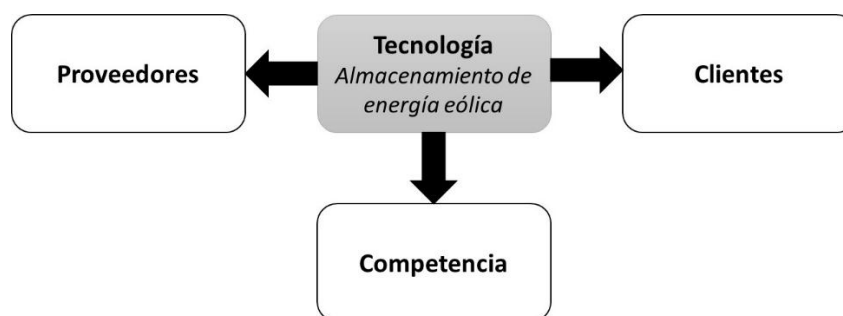 Proveedores
Tecnología
Almacenamiento de
energía eólica
Clientes
Competencia